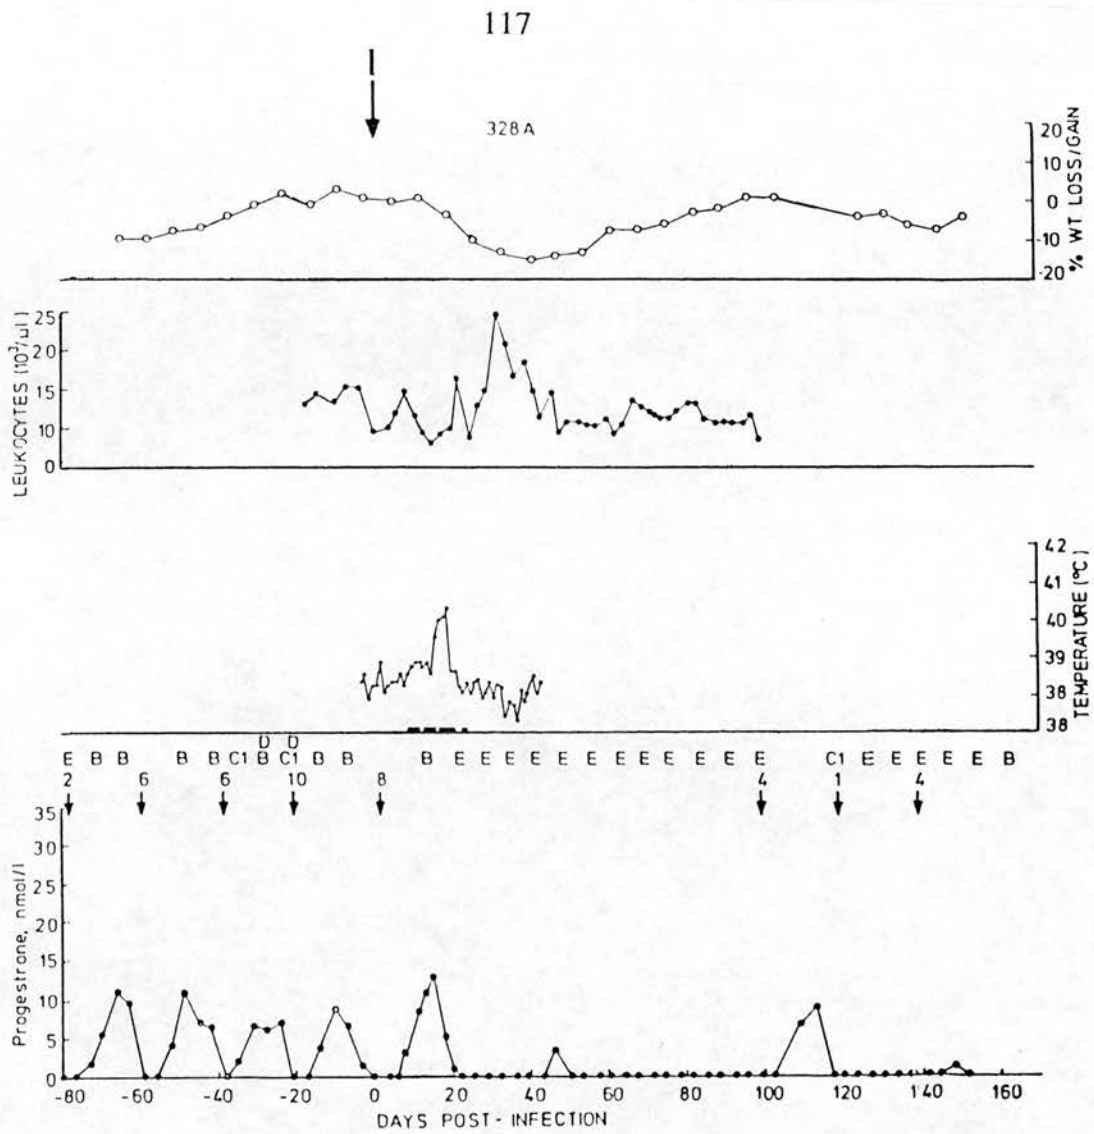 117
328A
20
10
0
-10
-20
% WT LOSS/GAIN
25
20
15
10
0
LEUKOCYTES (10³/µl)
42
41
40
39
38
38
TEMPERATURE (°C)
D D
E B B B B C1 B C1 B B B E E E E E E E E E E E E C1 E E E E E B
2 6 6 10 8 4 1 4
35
30
25
20
15
10
5
0
Progestrone, nmol/l
-80 -60 -40 -20 0 20 40 60 80 100 120 140 160
DAYS POST - INFECTION